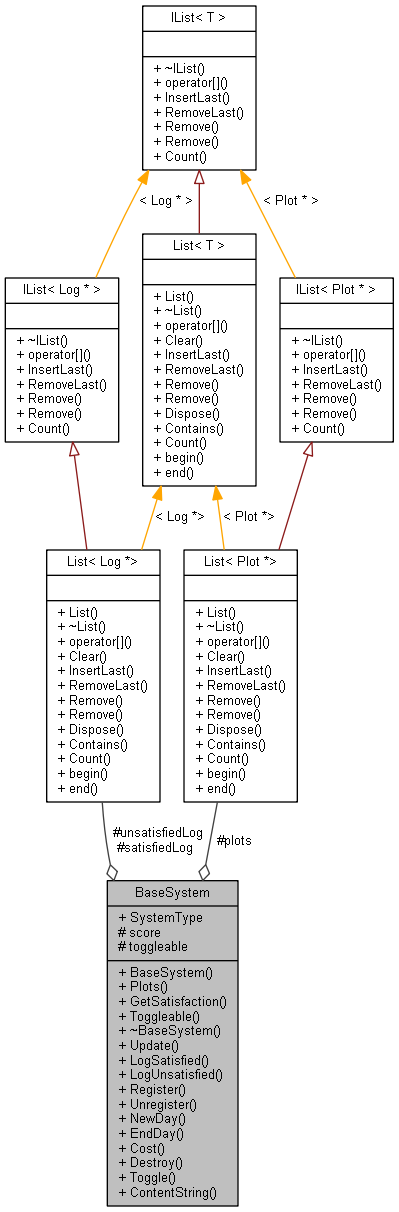 IList< T >
+ ~IList()
+ operator[]()
+ InsertLast()
+ RemoveLast()
+ Remove()
+ Remove()
+ Count()
< Log * >
< Plot * >
List< T >
+ List()
+ ~List()
+ operator[]()
+ Clear()
+ InsertLast()
+ RemoveLast()
+ Remove()
+ Remove()
+ Dispose()
+ Contains()
+ Count()
+ begin()
+ end()
IList< Log * >
+ ~IList()
+ operator[]()
+ InsertLast()
+ RemoveLast()
+ Remove()
+ Remove()
+ Count()
IList< Plot * >
+ ~IList()
+ operator[]()
+ InsertLast()
+ RemoveLast()
+ Remove()
+ Remove()
+ Count()
< Log *>
< Plot *>
List< Log *>
+ List()
+ ~List()
+ operator[]()
+ Clear()
+ InsertLast()
+ RemoveLast()
+ Remove()
+ Remove()
+ Dispose()
+ Contains()
+ Count()
+ begin()
+ end()
List< Plot *>
+ List()
+ ~List()
+ operator[]()
+ Clear()
+ InsertLast()
+ RemoveLast()
+ Remove()
+ Remove()
+ Dispose()
+ Contains()
+ Count()
+ begin()
+ end()
#unsatisfiedLog
#satisfiedLog
#plots
BaseSystem
+ SystemType
# score
# toggleable
+ BaseSystem()
+ Plots()
+ GetSatisfaction()
+ Toggleable()
+ ~BaseSystem()
+ Update()
+ LogSatisfied()
+ LogUnsatisfied()
+ Register()
+ Unregister()
+ NewDay()
+ EndDay()
+ Cost()
+ Destroy()
+ Toggle()
+ ContentString()